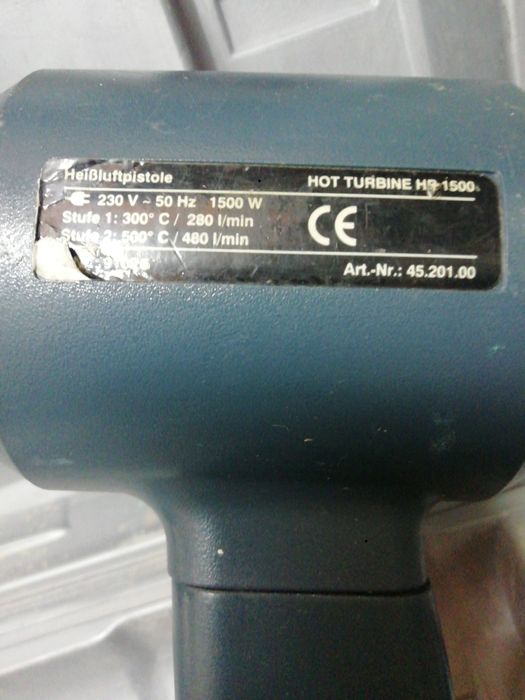 Heißluftpistole
HOT TURBINE HP 1500
230 V ~ 50 Hz 1500 W
Stufe 1: 300° C / 280 l/min
Stufe 2: 500° C / 480 l/min
CE
Art.-Nr.: 45.201.00